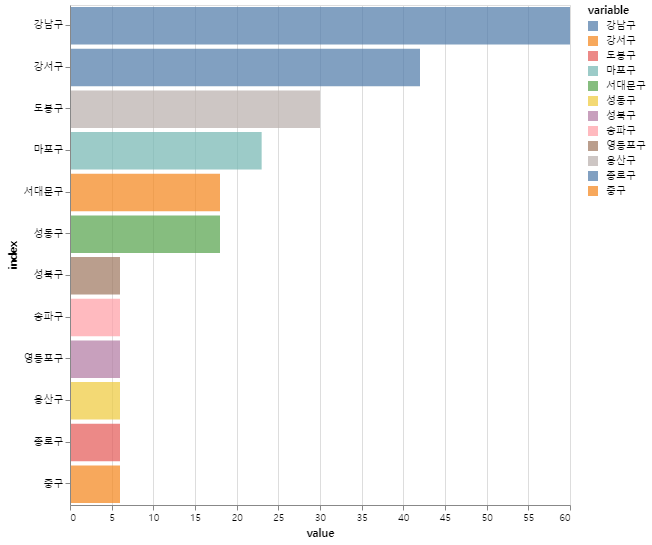 variable
강남구
강서구
도봉구
마포구
서대문구
성동구
성북구
송파구
영등포구
용산구
종로구
중구
강남구
강서구
도봉구
마포구
서대문구
성동구
성북구
송파구
영등포구
용산구
종로구
중구
index
0 5 10 15 20 25 30 35 40 45 50 55 60
value